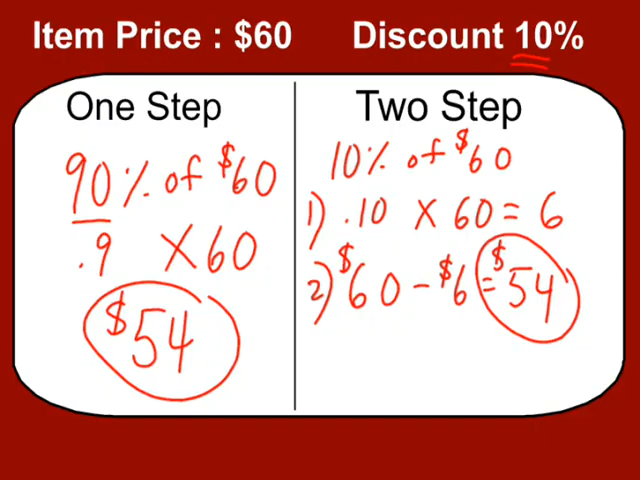 Item Price : $60 Discount 10%
One Step
90% of $60
.9 X 60
$54
Two Step
10% of $60
1) .10 X 60 = 6
2) $60 - $6 = $54